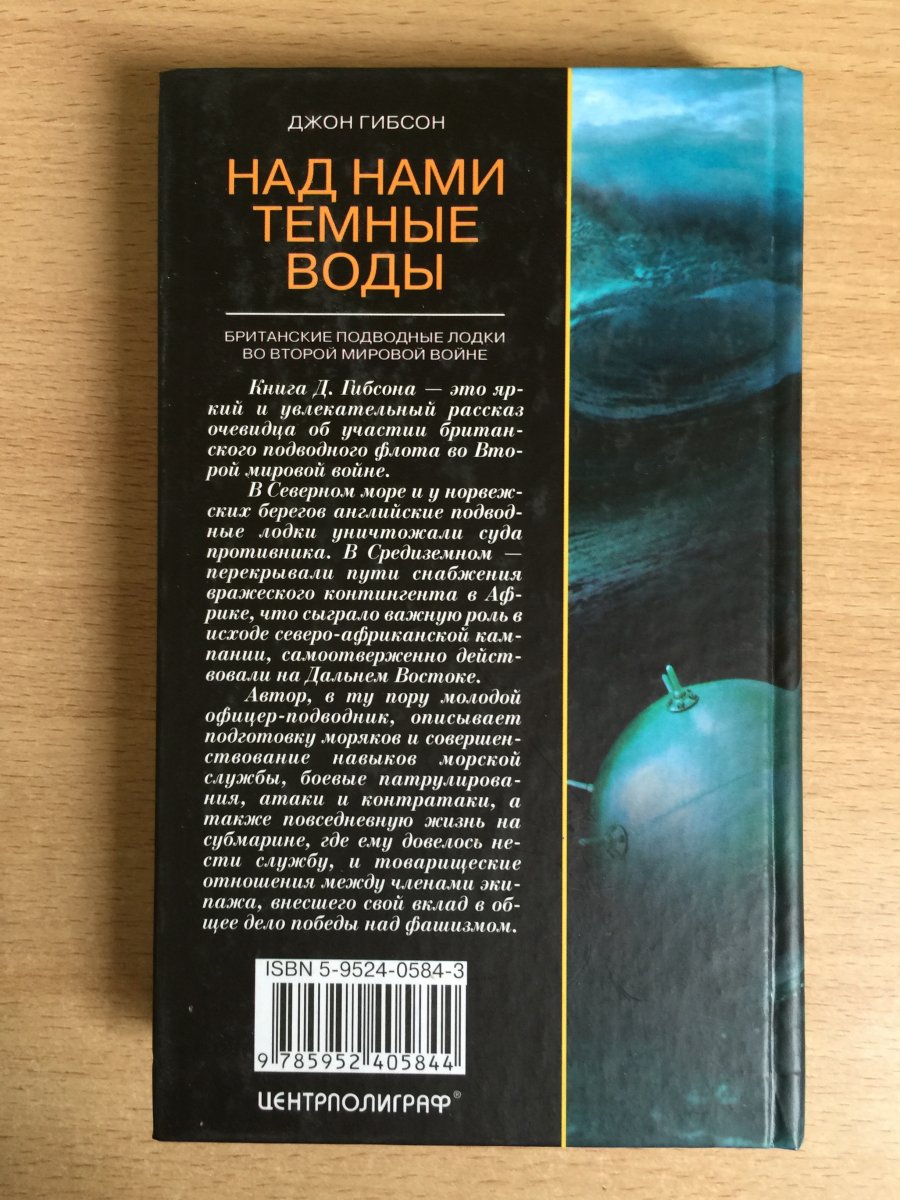 ДЖОН ГИБСОН
НАД НАМИ
ТЕМНЫЕ
ВОДЫ
БРИТАНСКИЕ ПОДВОДНЫЕ ЛОДКИ
ВО ВТОРОЙ МИРОВОЙ ВОЙНЕ
Книга Д. Гибсона — это яр-
кий и увлекательный рассказ
очевидца об участии британ-
ского подводного флота во Вто-
рой мировой войне.
В Северном море и у норвеж-
ских берегов английские подвод-
ные лодки уничтожали суда
противника. В Средиземном —
перекрывали пути снабжения
вражеского контингента в Аф-
рике, что сыграло важную роль в
исходе северо-африканской кам-
пании, самоотверженно дейст-
вовали на Дальнем Востоке.
Автор, в ту пору молодой
офицер-подводник, описывает
подготовку моряков и совершен-
ствование навыков морской
службы, боевые патрулирова-
ния, атаки и контратаки, а
также повседневную жизнь на
субмарине, где ему довелось не-
сти службу, и товарищеские
отношения между членами эки-
пажа, внесшего свой вклад в об-
щее дело победы над фашизмом.
ISBN 5-9524-0584-3
9 785952 405844
ЦЕНТРПОЛИГРАФ®